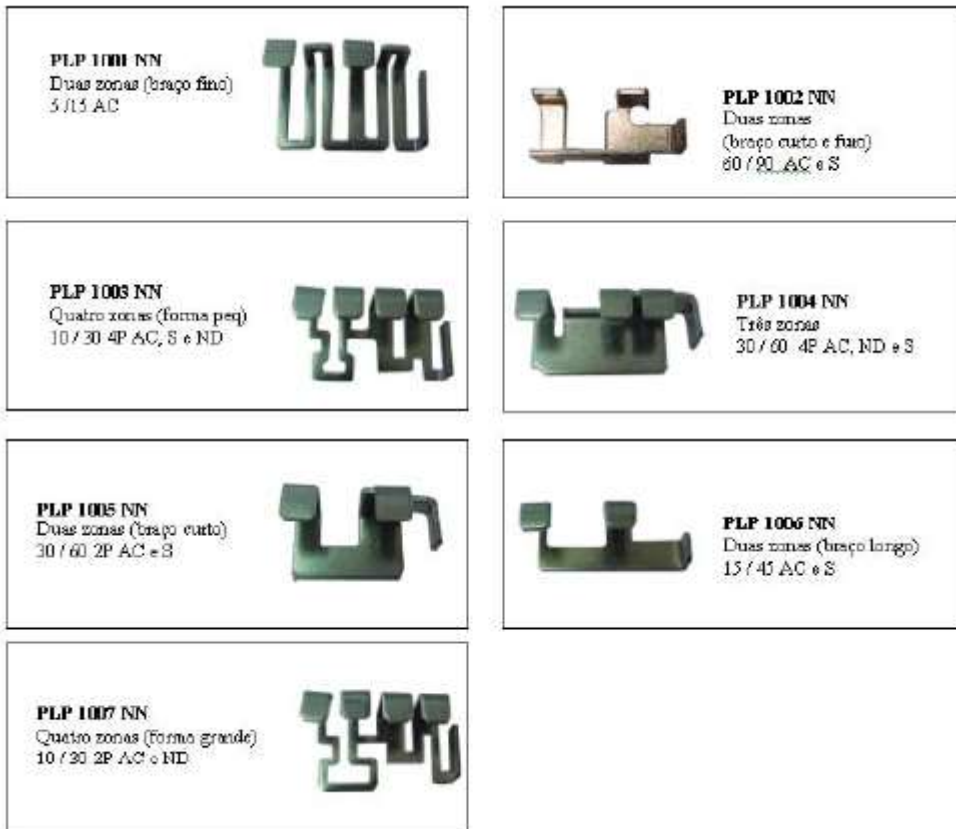 PLP 1001 NN
Duas zonas (braço fino)
5 /15 AC
PLP 1002 NN
Duas zonas
(braço curto e furo)
60 / 90 AC e S
PLP 1003 NN
Quatro zonas (forma peq)
10 / 30 4P AC, S e ND
PLP 1004 NN
Três zonas
30 / 60 4P AC, ND e S
PLP 1005 NN
Duas zonas (braço curto)
30 / 60 2P AC e S
PLP 1006 NN
Duas zonas (braço longo)
15 / 45 AC e S
PLP 1007 NN
Quatro zonas (forma grande)
10 / 30 2P AC e ND